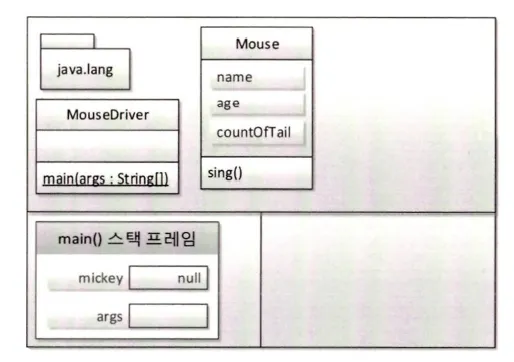 java.lang
Mouse
name
age
countOfTail
sing()
MouseDriver
main(args : String[])
main() 스택 프레임
mickey null
args